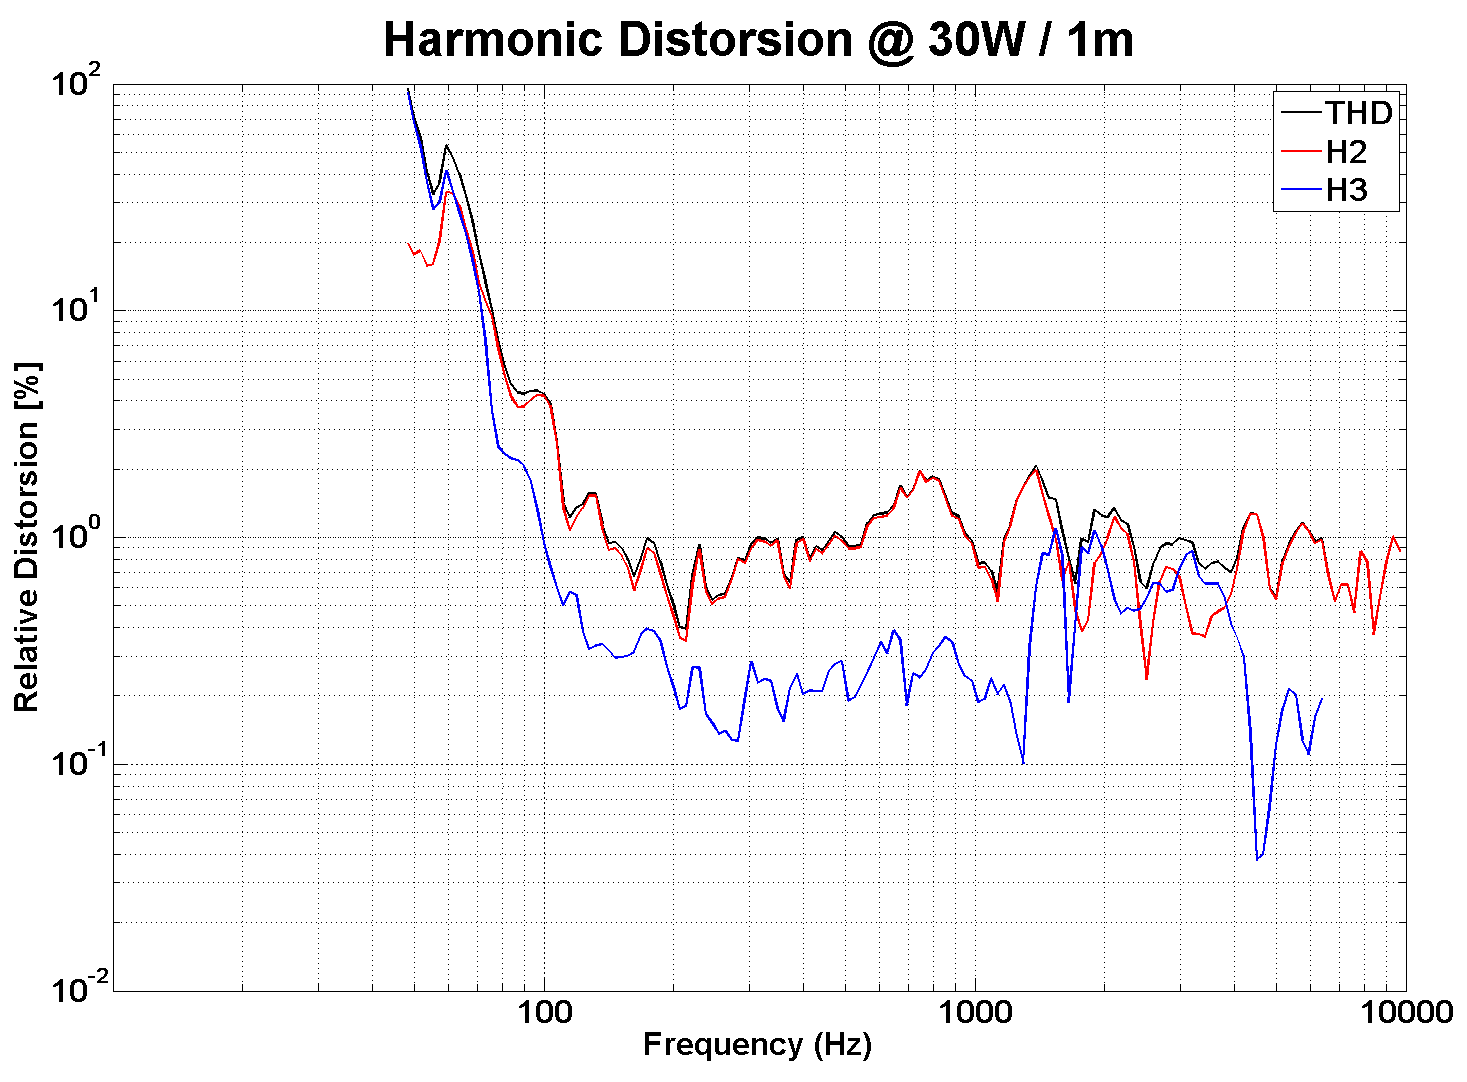 Harmonic Distorsion @ 30W / 1m
THD
H2
H3
Relative Distorsion [%]
10^2
10^1
10^0
10^-1
10^-2
100
1000
10000
Frequency (Hz)